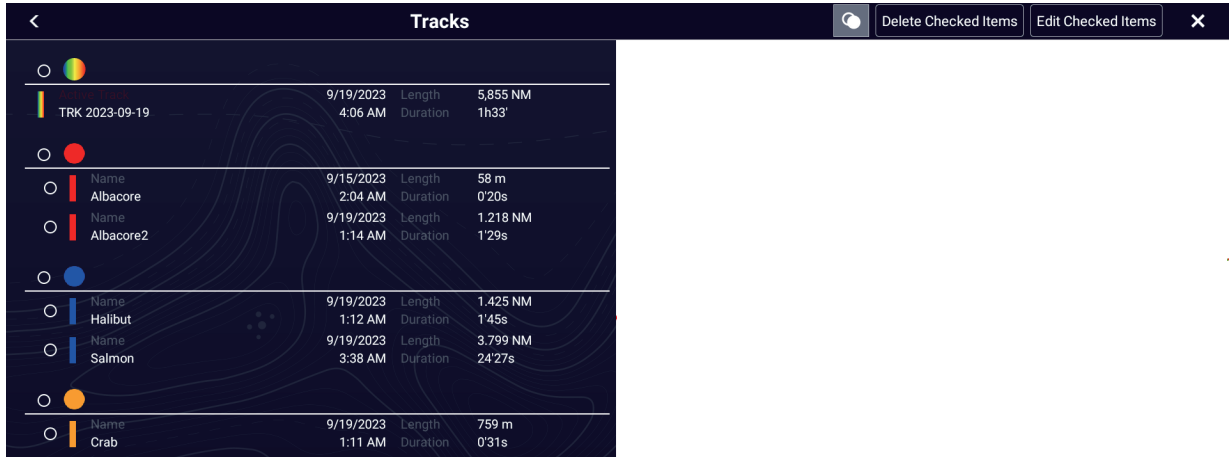 Tracks
Delete Checked Items
Edit Checked Items
Active Track 9/19/2023 Length 5,855 NM
TRK 2023-09-19 4:06 AM Duration 1h33'
Name 9/15/2023 Length 58 m
Albacore 2:04 AM Duration 0'20s
Name 9/19/2023 Length 1.218 NM
Albacore2 1:14 AM Duration 1'29s
Name 9/19/2023 Length 1.425 NM
Halibut 1:12 AM Duration 1'45s
Name 9/19/2023 Length 3.799 NM
Salmon 3:38 AM Duration 24'27s
Name 9/19/2023 Length 759 m
Crab 1:11 AM Duration 0'31s